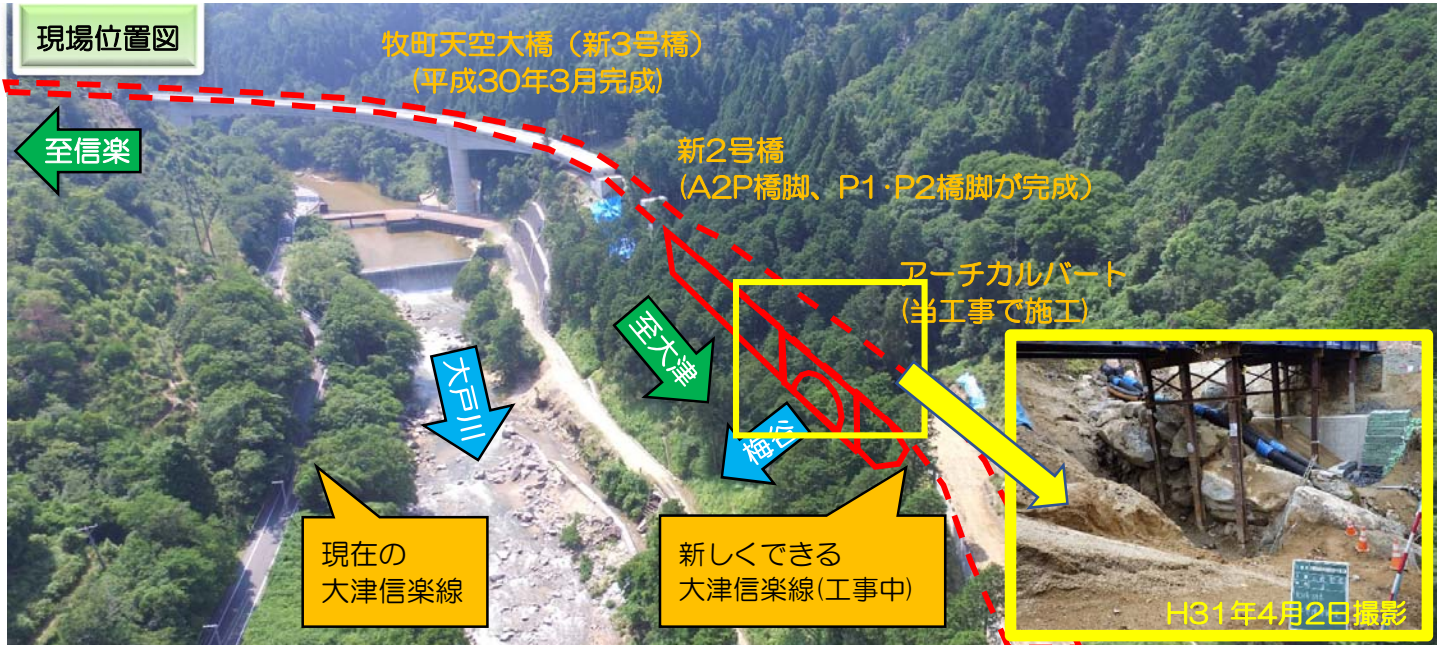 現場位置図
牧町天空大橋（新3号橋）
(平成30年3月完成)
至信楽
新2号橋
(A2P橋脚、P1・P2橋脚が完成）
アーチカルバート
(当工事で施工)
至大津
大戸川
梅谷
現在の
大津信楽線
新しくできる
大津信楽線(工事中)
H31年4月2日撮影